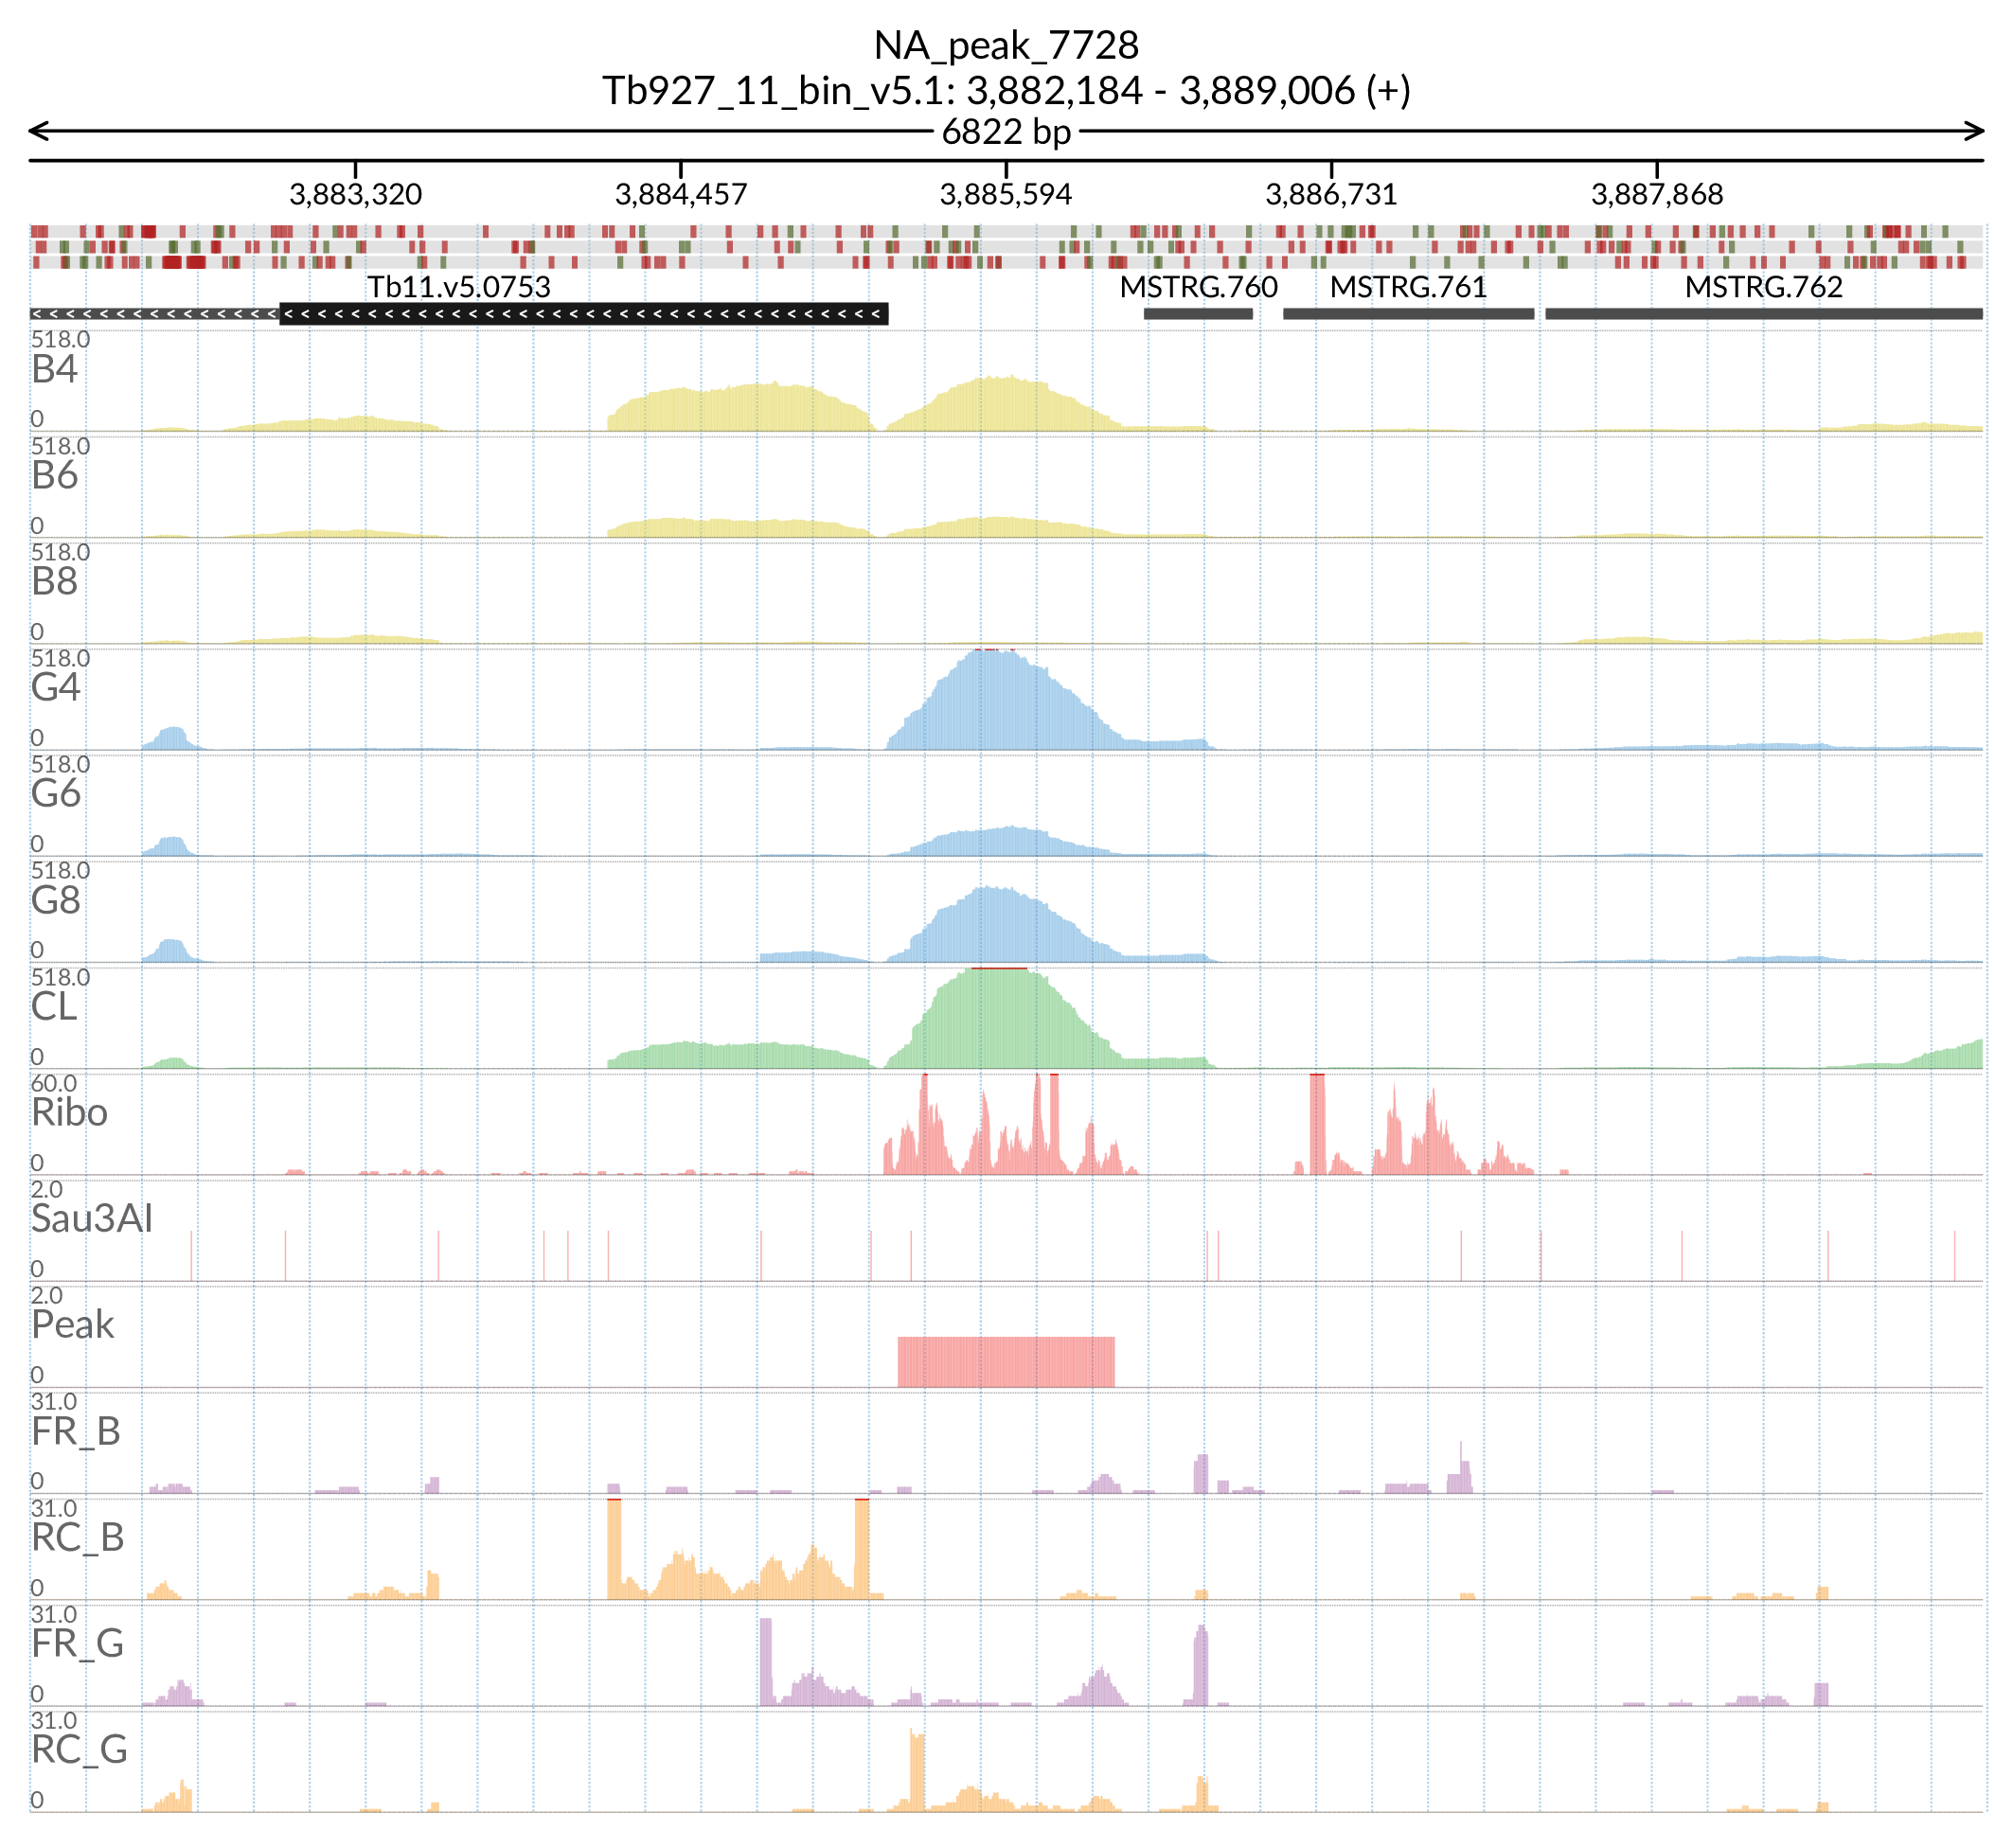 NA_peak_7728
Tb927_11_bin_v5.1: 3,882,184 - 3,889,006 (+)
6822 bp
3,883,320 3,884,457 3,885,594 3,886,731 3,887,868
Tb11.v5.0753 MSTRG.760 MSTRG.761 MSTRG.762
518.0
B4
0
518.0
B6
0
518.0
B8
0
518.0
G4
0
518.0
G6
0
518.0
G8
0
518.0
CL
0
60.0
Ribo
0
2.0
Sau3AI
0
2.0
Peak
0
31.0
FR_B
0
31.0
RC_B
0
31.0
FR_G
0
31.0
RC_G
0